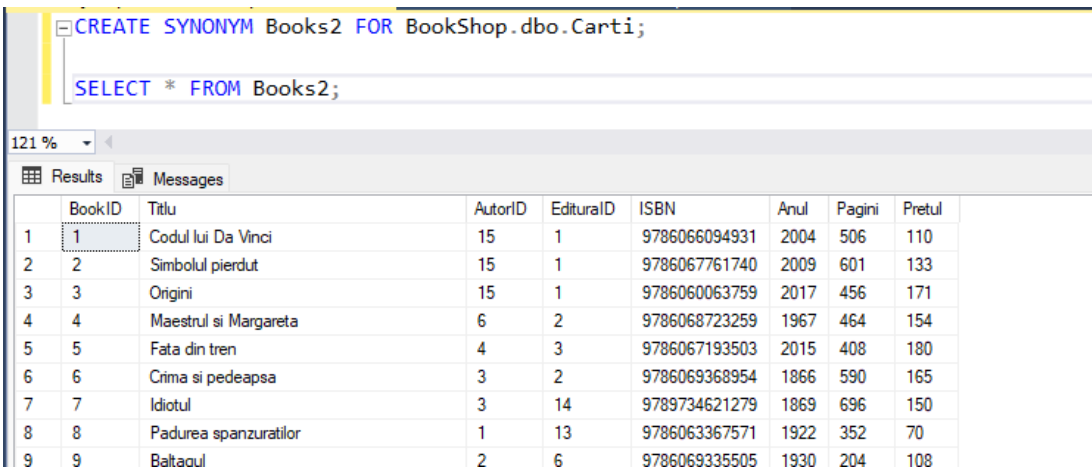 CREATE SYNONYM Books2 FOR BookShop.dbo.Carti;
SELECT * FROM Books2;
121 %
Results Messages
BookID Titlu AutorID EdituraID ISBN Anul Pagini Pretul
1 1 Codul lui Da Vinci 15 1 9786066094931 2004 506 110
2 2 Simbolul pierdut 15 1 9786067761740 2009 601 133
3 3 Origini 15 1 9786060063759 2017 456 171
4 4 Maestrul si Margareta 6 2 9786068723259 1967 464 154
5 5 Fata din tren 4 3 9786067193503 2015 408 180
6 6 Crima si pedeapsa 3 2 9786069368954 1866 590 165
7 7 Idiotul 3 14 9789734621279 1869 696 150
8 8 Padurea spanzuratilor 1 13 9786063367571 1922 352 70
9 9 Baltagul 2 6 9786069335505 1930 204 108